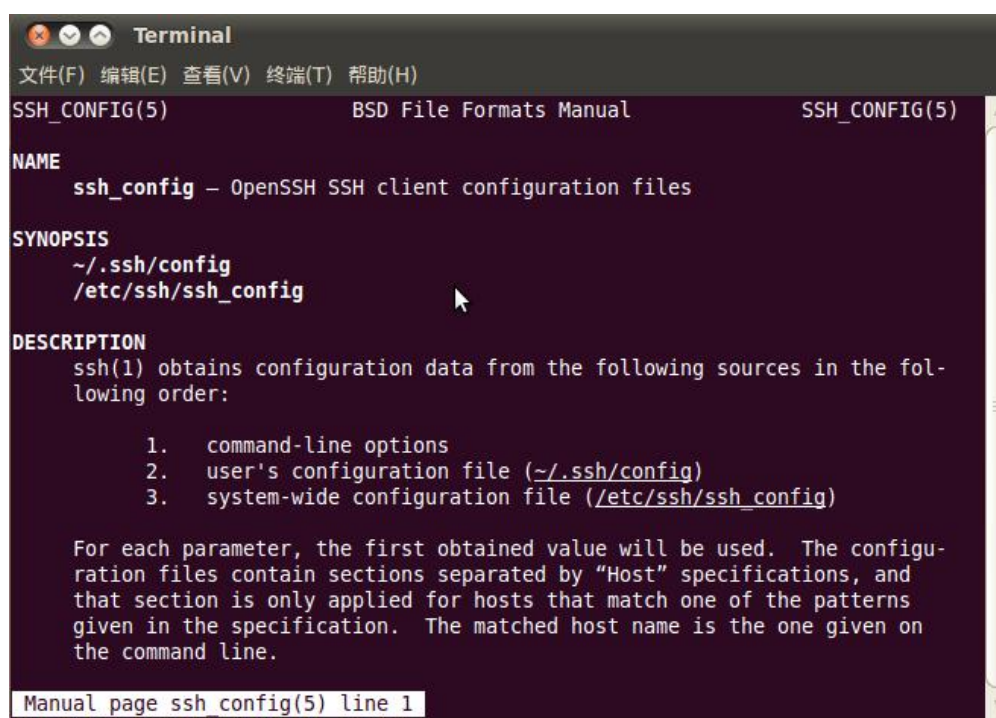 Terminal
文件(F) 编辑(E) 查看(V) 终端(T) 帮助(H)
SSH_CONFIG(5) BSD File Formats Manual SSH_CONFIG(5)
NAME
ssh_config — OpenSSH SSH client configuration files
SYNOPSIS
~/.ssh/config
/etc/ssh/ssh_config
DESCRIPTION
ssh(1) obtains configuration data from the following sources in the fol-
lowing order:
1. command-line options
2. user's configuration file (~/.ssh/config)
3. system-wide configuration file (/etc/ssh/ssh_config)
For each parameter, the first obtained value will be used. The configu-
ration files contain sections separated by “Host” specifications, and
that section is only applied for hosts that match one of the patterns
given in the specification. The matched host name is the one given on
the command line.
Manual page ssh_config(5) line 1